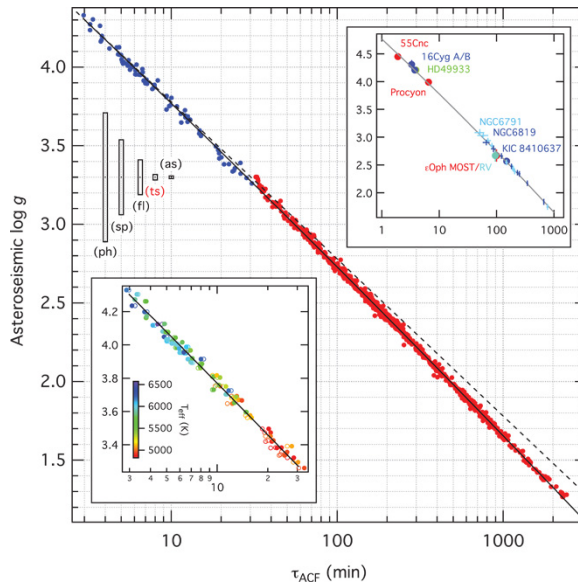 Asteroseismic log g
4.0
3.5
3.0
2.5
2.0
1.5
10
100
1000
τACF (min)
(ph)
(sp)
(fl)
(ts)
(as)
4.5
4.0
3.5
3.0
2.5
2.0
1
10
100
1000
55Cnc
16Cyg A/B
HD49933
Procyon
NGC6791
NGC6819
KIC 8410637
εOph MOST/RV
4.2
4.0
3.8
3.6
3.4
6500
6000
5500
5000
Teff (K)
3
4
5
6
7
8
9
10
2
3